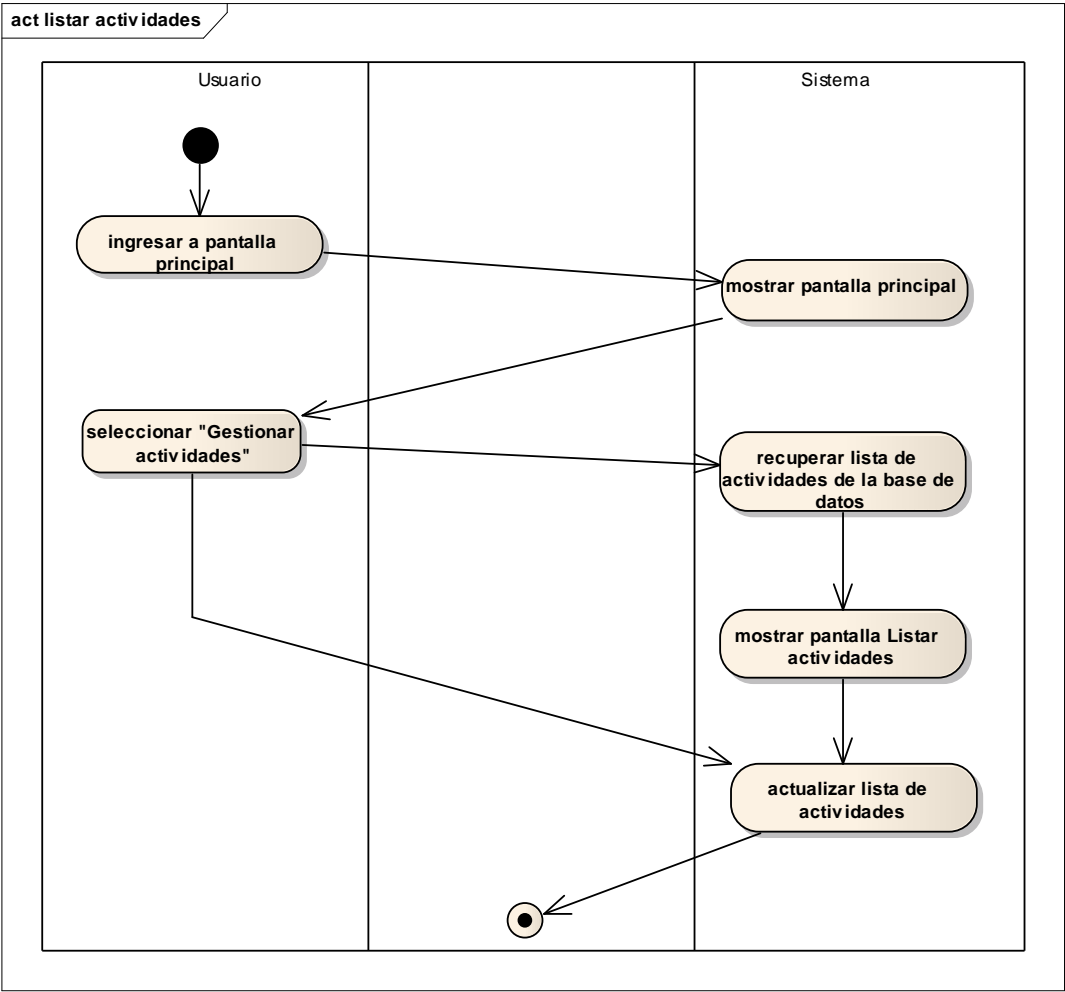 act listar actividades
Usuario
Sistema
ingresar a pantalla
principal
mostrar pantalla principal
seleccionar "Gestionar
actividades"
recuperar lista de
actividades de la base de
datos
mostrar pantalla Listar
actividades
actualizar lista de
actividades